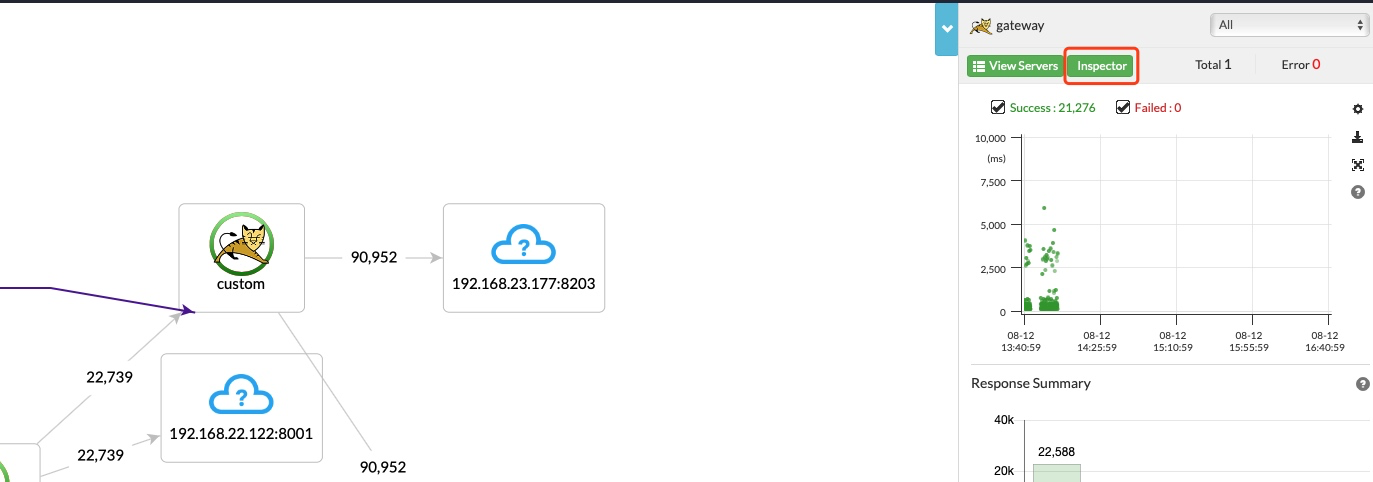 gateway
All
View Servers
Inspector
Total 1
Error 0
Success : 21,276
Failed : 0
10,000
(ms)
7,500
5,000
2,500
0
08-12
13:40:59
08-12
14:25:59
08-12
15:10:59
08-12
15:55:59
08-12
16:40:59
Response Summary
40k
22,588
20k
custom
90,952
?
192.168.23.177:8203
22,739
?
192.168.22.122:8001
22,739
90,952